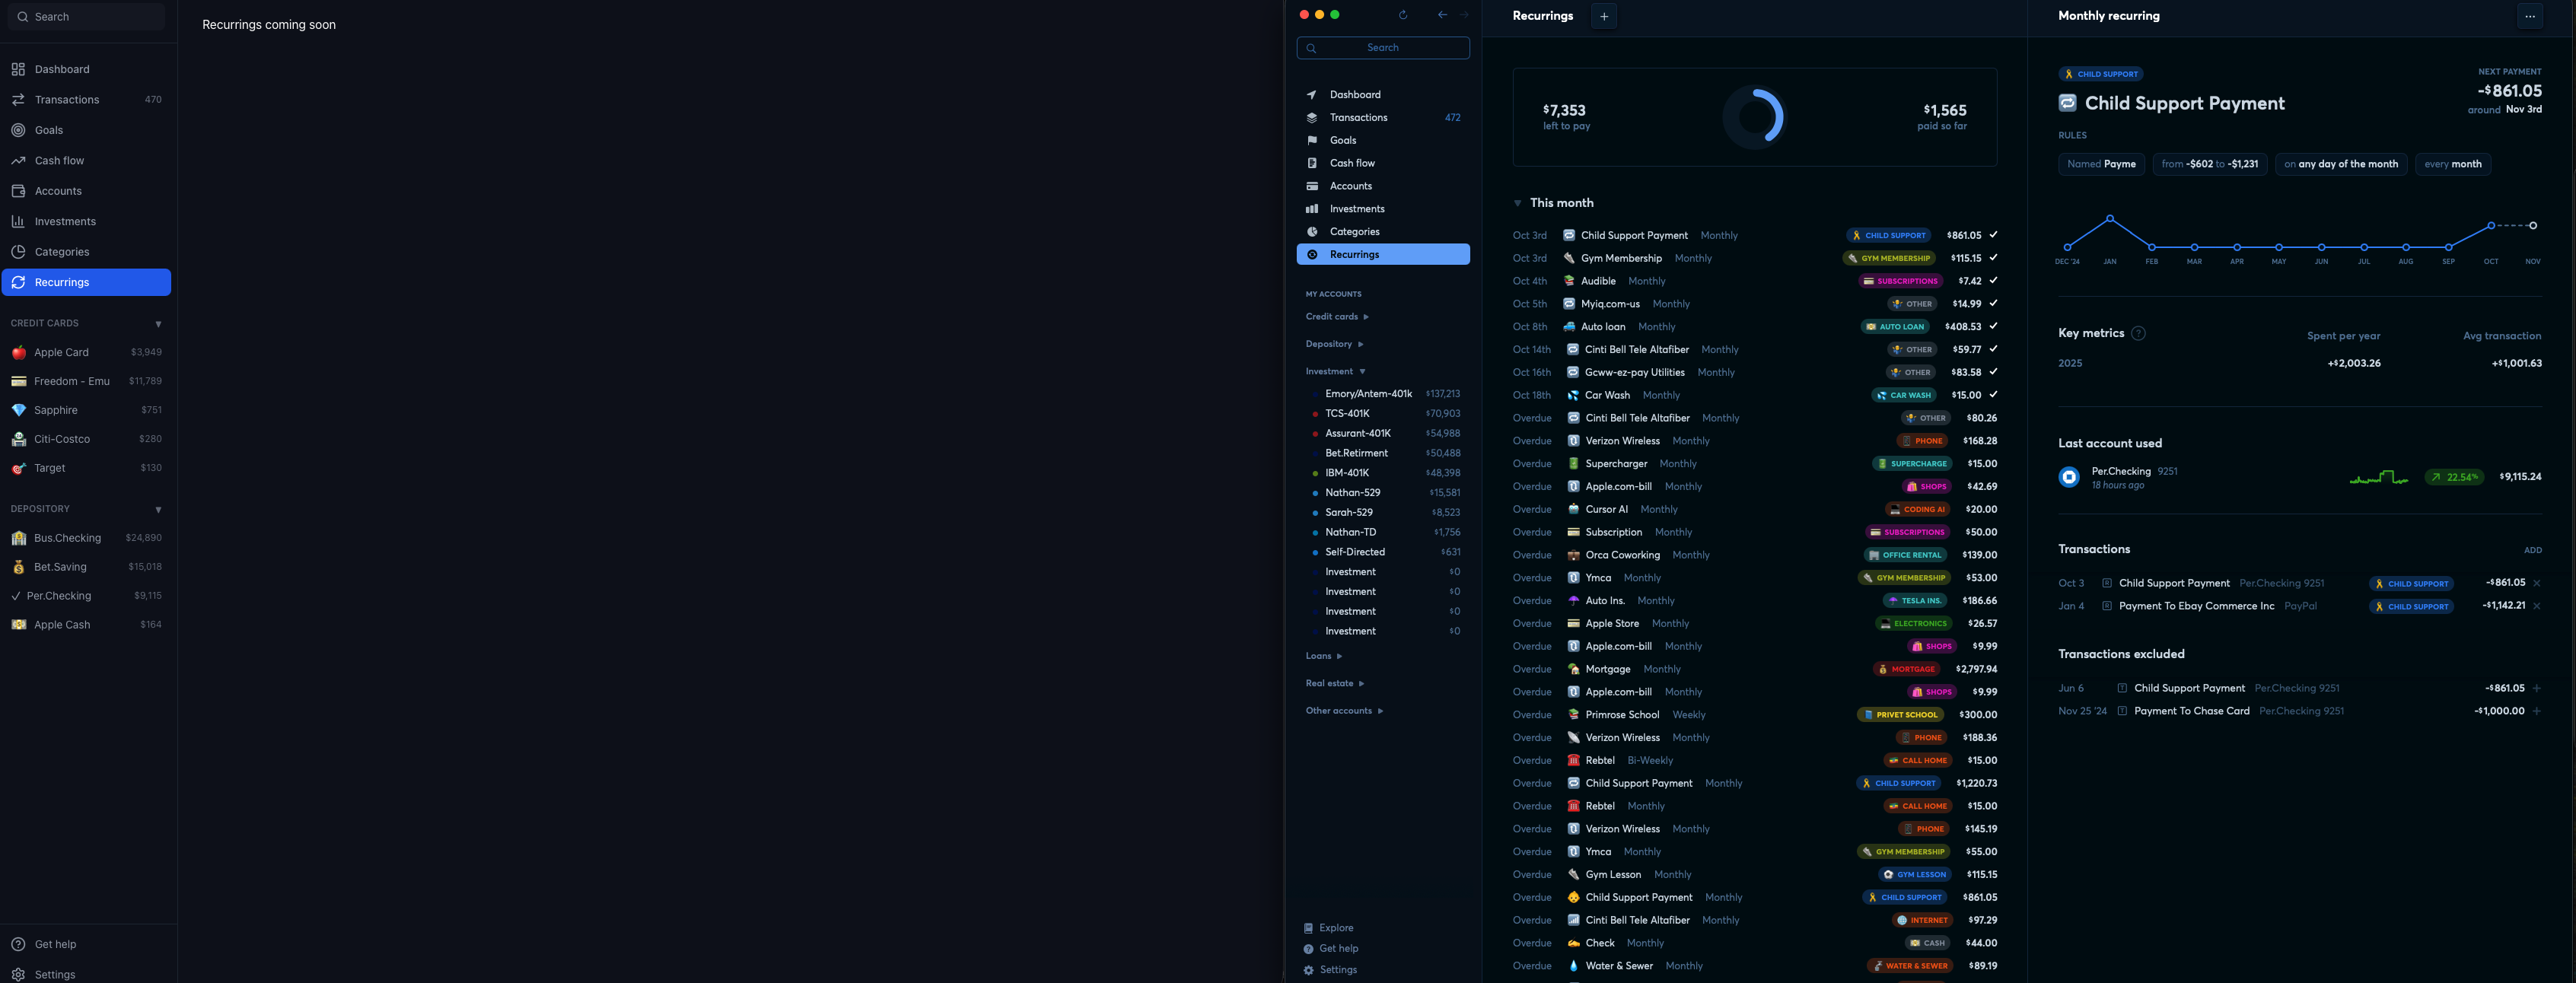 Search
Dashboard
Transactions 470
Goals
Cash flow
Accounts
Investments
Categories
Recurrings
CREDIT CARDS ▼
Apple Card $3,949
Freedom - Emu $11,789
Sapphire $751
Citi-Costco $280
Target $130
DEPOSITORY ▼
Bus.Checking $24,890
Bet.Saving $15,018
Per.Checking $9,115
Apple Cash $164
Get help
Settings
Recurrings coming soon
Search
Dashboard
Transactions 472
Goals
Cash flow
Accounts
Investments
Categories
Recurrings
MY ACCOUNTS
Credit cards ▶
Depository ▶
Investment ▼
Emory/Antem-401k $137,213
TCS-401K $70,903
Assurant-401K $54,988
Bet.Retirment $50,488
IBM-401K $48,398
Nathan-529 $15,581
Sarah-529 $8,523
Nathan-TD $1,756
Self-Directed $631
Investment $0
Investment $0
Investment $0
Investment $0
Loans ▶
Real estate ▶
Other accounts ▶
Explore
Get help
Settings
Recurrings +
$7,353
left to pay
$1,565
paid so far
▼ This month
Oct 3rd Child Support Payment Monthly CHILD SUPPORT $861.05 ✓
Oct 3rd Gym Membership Monthly GYM MEMBERSHIP $115.15 ✓
Oct 4th Audible Monthly SUBSCRIPTIONS $7.42 ✓
Oct 5th Myiq.com-us Monthly OTHER $14.99 ✓
Oct 8th Auto loan Monthly AUTO LOAN $408.53 ✓
Oct 14th Cinti Bell Tele Altafiber Monthly OTHER $59.77 ✓
Oct 16th Gcww-ez-pay Utilities Monthly OTHER $83.58 ✓
Oct 18th Car Wash Monthly CAR WASH $15.00 ✓
Overdue Cinti Bell Tele Altafiber Monthly OTHER $80.26
Overdue Verizon Wireless Monthly PHONE $168.28
Overdue Supercharger Monthly SUPERCHARGE $15.00
Overdue Apple.com-bill Monthly SHOPS $42.69
Overdue Cursor AI Monthly CODING AI $20.00
Overdue Subscription Monthly SUBSCRIPTIONS $50.00
Overdue Orca Coworking Monthly OFFICE RENTAL $139.00
Overdue Ymca Monthly GYM MEMBERSHIP $53.00
Overdue Auto Ins. Monthly TESLA INS. $186.66
Overdue Apple Store Monthly ELECTRONICS $26.57
Overdue Apple.com-bill Monthly SHOPS $9.99
Overdue Mortgage Monthly MORTGAGE $2,797.94
Overdue Apple.com-bill Monthly SHOPS $9.99
Overdue Primrose School Weekly PRIVET SCHOOL $300.00
Overdue Verizon Wireless Monthly PHONE $188.36
Overdue Rebtel Bi-Weekly CALL HOME $15.00
Overdue Child Support Payment Monthly CHILD SUPPORT $1,220.73
Overdue Rebtel Monthly CALL HOME $15.00
Overdue Verizon Wireless Monthly PHONE $145.19
Overdue Ymca Monthly GYM MEMBERSHIP $55.00
Overdue Gym Lesson Monthly GYM LESSON $115.15
Overdue Child Support Payment Monthly CHILD SUPPORT $861.05
Overdue Cinti Bell Tele Altafiber Monthly INTERNET $97.29
Overdue Check Monthly CASH $44.00
Overdue Water & Sewer Monthly WATER & SEWER $89.19
Monthly recurring ...
CHILD SUPPORT
Child Support Payment
NEXT PAYMENT
-$861.05
around Nov 3rd
RULES
Named Payme from -$602 to -$1,231 on any day of the month every month
DEC '24 JAN FEB MAR APR MAY JUN JUL AUG SEP OCT NOV
Key metrics ? Spent per year Avg transaction
2025 +$2,003.26 +$1,001.63
Last account used
Per.Checking 9251
18 hours ago
22.54% $9,115.24
Transactions ADD
Oct 3 Child Support Payment Per.Checking 9251 CHILD SUPPORT -$861.05 ×
Jan 4 Payment To Ebay Commerce Inc PayPal CHILD SUPPORT -$1,142.21 ×
Transactions excluded
Jun 6 Child Support Payment Per.Checking 9251 -$861.05 +
Nov 25 '24 Payment To Chase Card Per.Checking 9251 -$1,000.00 +